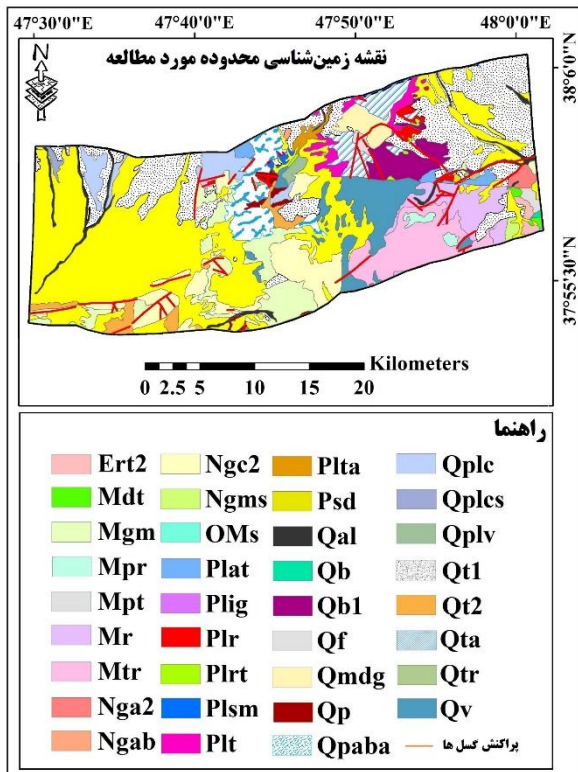 47°30'0"E 47°40'0"E 47°50'0"E 48°0'0"E
نقشه زمین‌شناسی محدوده مورد مطالعه
N
38°6'0"N
37°55'30"N
Kilometers
0 2.5 5 10 15 20
راهنما
Ert2 Ngc2 Plta Qplc
Mdt Ngms Psd Qplcs
Mgm OMs Qal Qplv
Mpr Plat Qb Qt1
Mpt Plig Qb1 Qt2
Mr Plr Qf Qta
Mtr Plrt Qmdg Qtr
Nga2 Plsm Qp Qv
Ngab Plt Qpaba پراکنش گسل ها